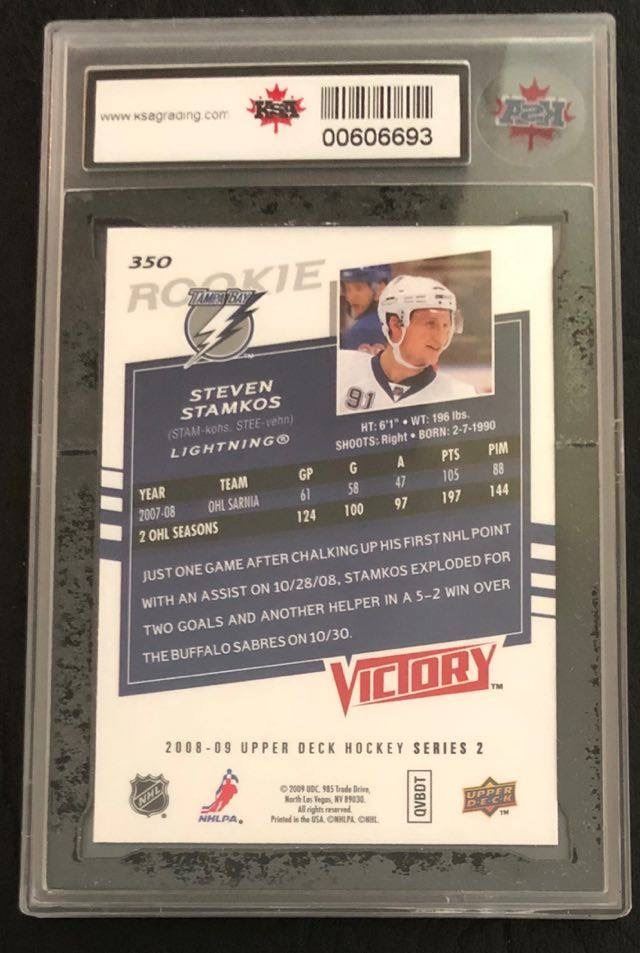 www.ksagrading.com
KSA
00606693
KSA
350
ROOKIE
TAMPA BAY
STEVEN
STAMKOS
(STAM-kohs, STEE-vehn)
LIGHTNING®
91
HT: 6'1" • WT: 196 lbs.
SHOOTS: Right • BORN: 2-7-1990
YEAR TEAM GP G A PTS PIM
2007-08 OHL SARNIA 61 58 47 105 88
2 OHL SEASONS 124 100 97 197 144
JUST ONE GAME AFTER CHALKING UP HIS FIRST NHL POINT
WITH AN ASSIST ON 10/28/08, STAMKOS EXPLODED FOR
TWO GOALS AND ANOTHER HELPER IN A 5-2 WIN OVER
THE BUFFALO SABRES ON 10/30.
VICTORY™
2008-09 UPPER DECK HOCKEY SERIES 2
NHL
NHLPA®
© 2009 UDC. 985 Trade Drive,
North Las Vegas, NV 89030.
All rights reserved.
Printed in the USA. ©NHLPA. ©NHL.
QVBDT
UPPER
DECK™